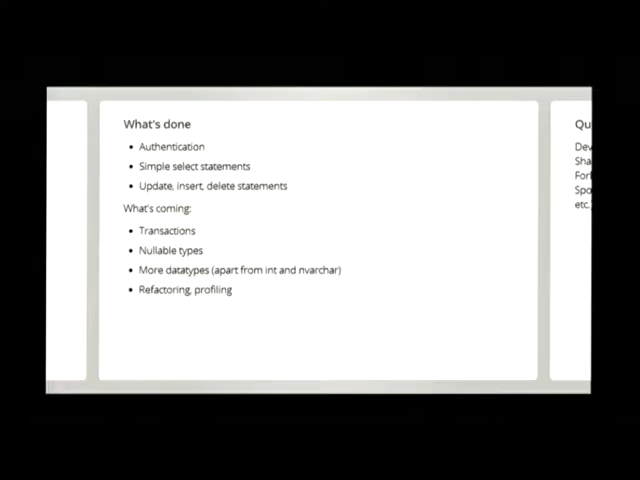 What's done
• Authentication
• Simple select statements
• Update, insert, delete statements
What's coming:
• Transactions
• Nullable types
• More datatypes (apart from int and nvarchar)
• Refactoring, profiling
Qu
Dev
Sha
Fork
Spo
etc.)